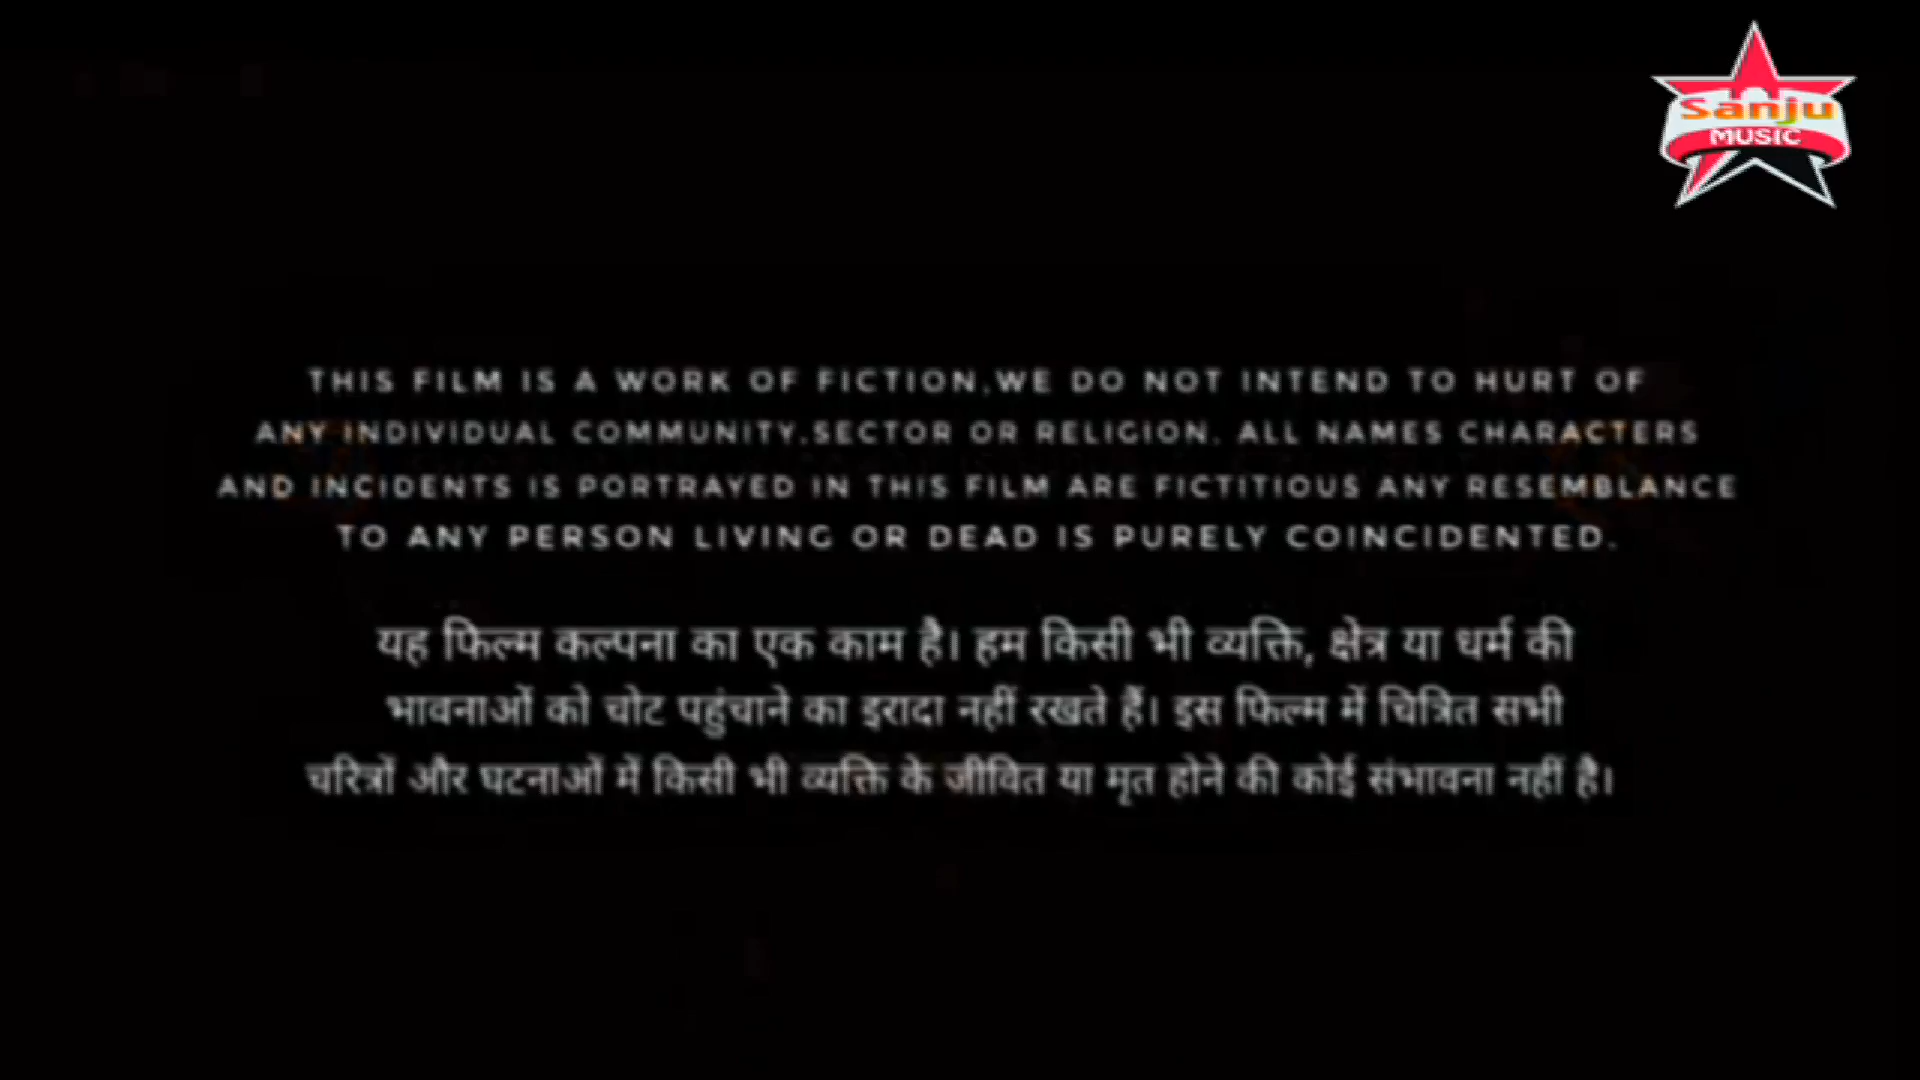 Sanju
MUSIC
THIS FILM IS A WORK OF FICTION,WE DO NOT INTEND TO HURT OF
ANY INDIVIDUAL COMMUNITY,SECTOR OR RELIGION. ALL NAMES CHARACTERS
AND INCIDENTS IS PORTRAYED IN THIS FILM ARE FICTITIOUS ANY RESEMBLANCE
TO ANY PERSON LIVING OR DEAD IS PURELY COINCIDENTED.
यह फिल्म कल्पना का एक काम है। हम किसी भी व्यक्ति, क्षेत्र या धर्म की
भावनाओं को चोट पहुंचाने का इरादा नहीं रखते हैं। इस फिल्म में चित्रित सभी
चरित्रों और घटनाओं में किसी भी व्यक्ति के जीवित या मृत होने की कोई संभावना नहीं है।